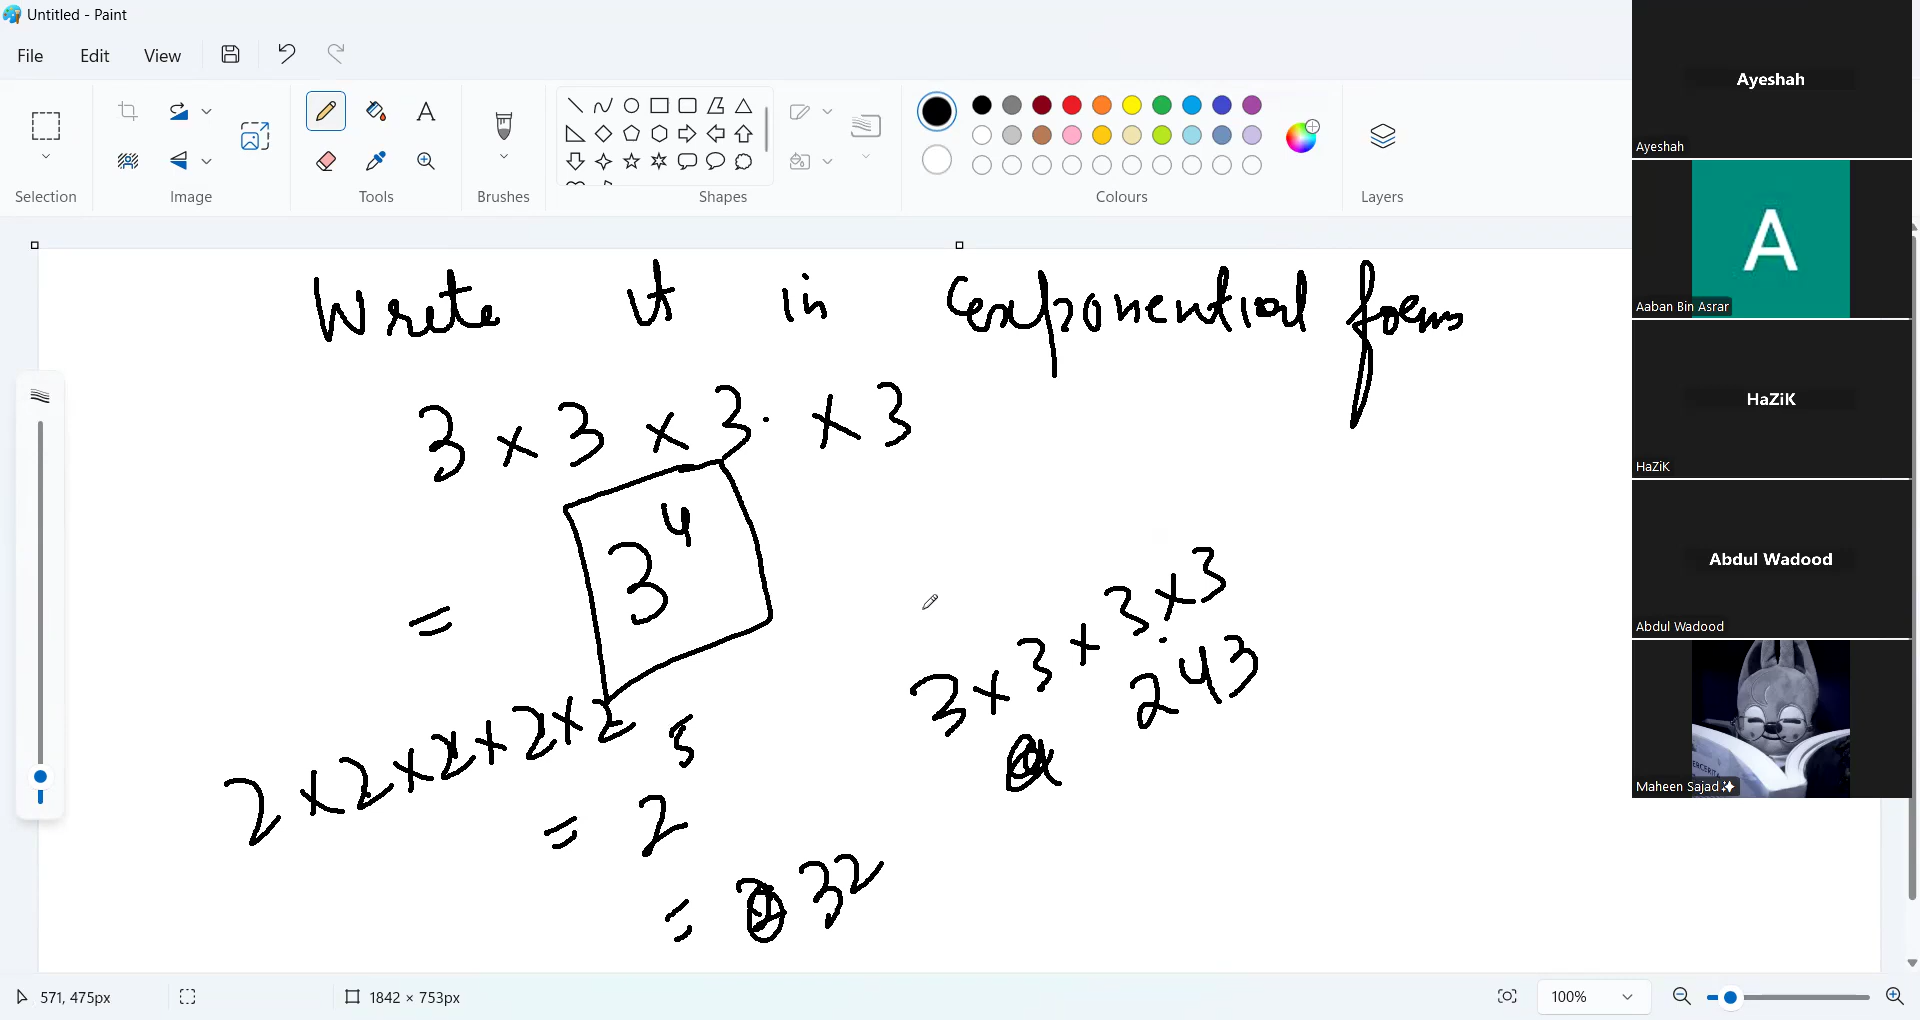 Untitled - Paint
File Edit View
Selection Image Tools Brushes Shapes Colours Layers
Write it in exponential form
3 × 3 × 3 · × 3
= 3⁴
2 × 2 × 2 × 2 × 2
= 2⁵
= 32
3 × 3 × 3 × 3
243
Ayeshah
Ayeshah
A
Aaban Bin Asrar
HaZiK
HaZiK
Abdul Wadood
Abdul Wadood
Maheen Sajad✨
571, 475px 1842 × 753px 100%